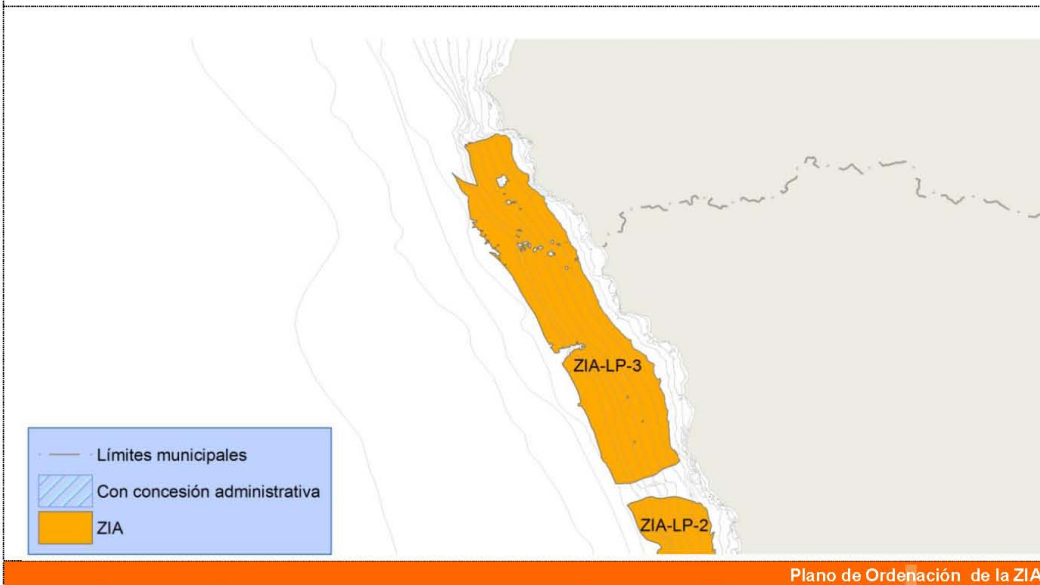 ZIA-LP-3
ZIA-LP-2
Límites municipales
Con concesión administrativa
ZIA
Plano de Ordenación de la ZIA